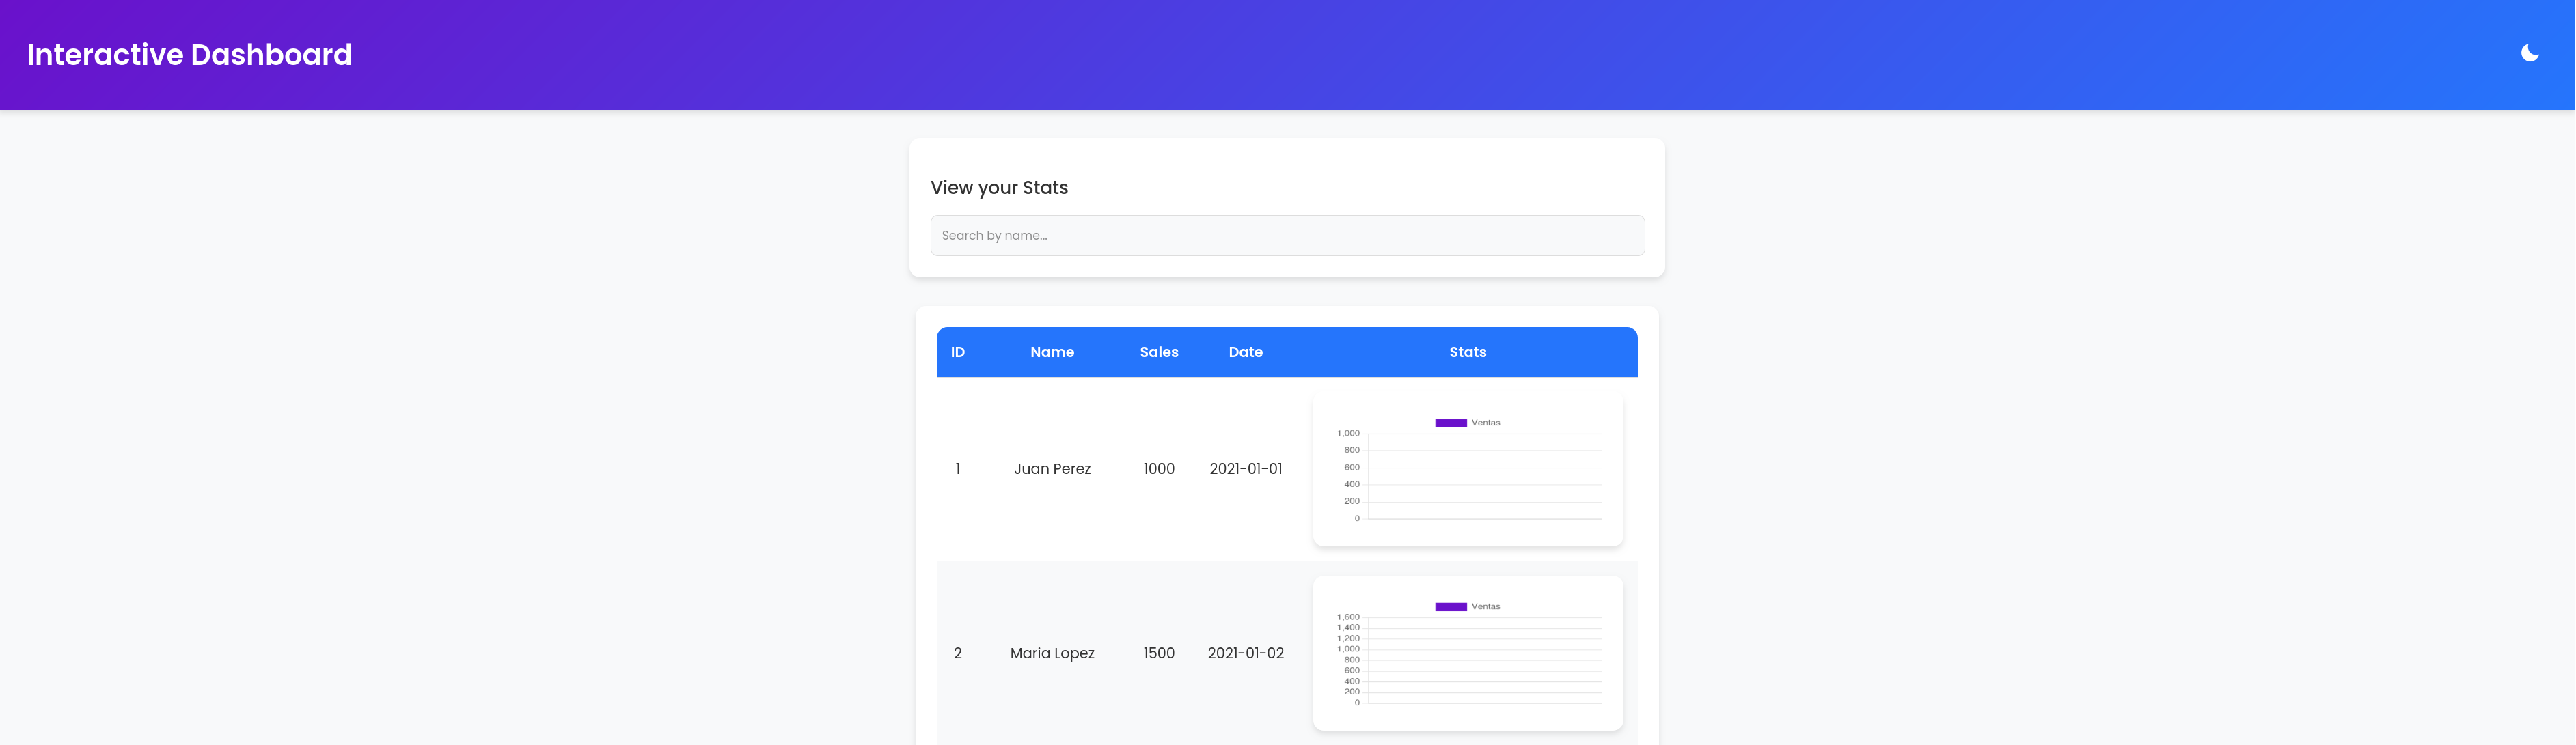 Interactive Dashboard
View your Stats
Search by name...
ID Name Sales Date Stats
Ventas
1,000
800
600
400
200
0
1 Juan Perez 1000 2021-01-01
Ventas
1,600
1,400
1,200
1,000
800
600
400
200
0
2 Maria Lopez 1500 2021-01-02